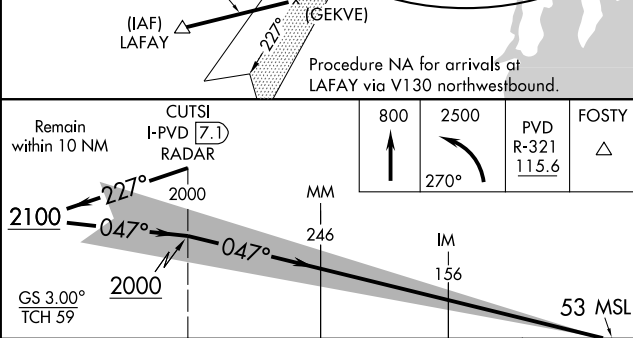 (IAF)
LAFAY
(GEKVE)
227°
Procedure NA for arrivals at
LAFAY via V130 northwestbound.
Remain
within 10 NM
CUTSI
I-PVD 7.1
RADAR
800
2500
270°
PVD
R-321
115.6
FOSTY
227°
2000
2100
047°
047°
2000
MM
246
IM
156
GS 3.00°
TCH 59
53 MSL